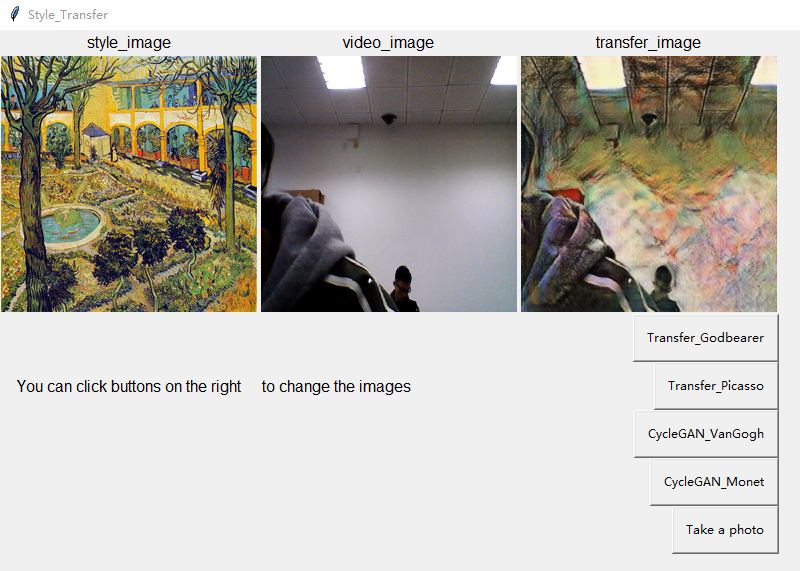 Style_Transfer
style_image
video_image
transfer_image
Transfer_Godbearer
You can click buttons on the right to change the images
Transfer_Picasso
CycleGAN_VanGogh
CycleGAN_Monet
Take a photo